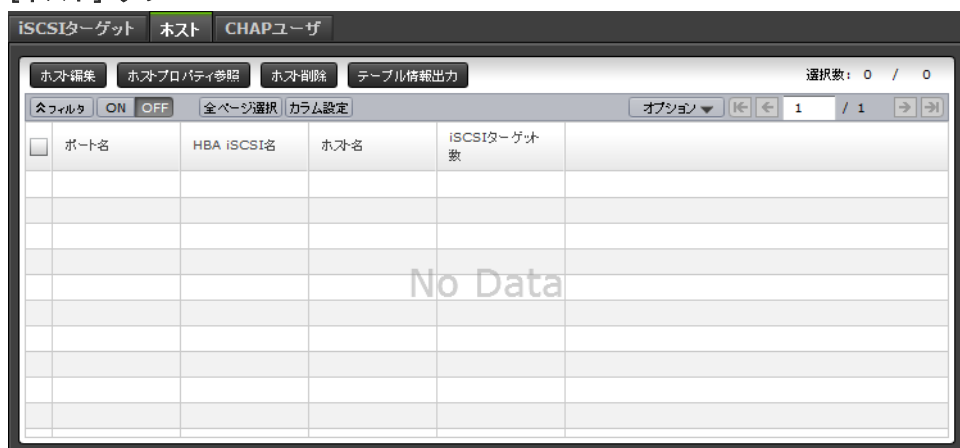 iSCSIターゲット ホスト CHAPユーザ
ホスト編集 ホストプロパティ参照 ホスト削除 テーブル情報出力 選択数: 0 / 0
フィルタ ON OFF 全ページ選択 カラム設定 オプション 1 / 1
ポート名 HBA iSCSI名 ホスト名 iSCSIターゲット
数
No Data